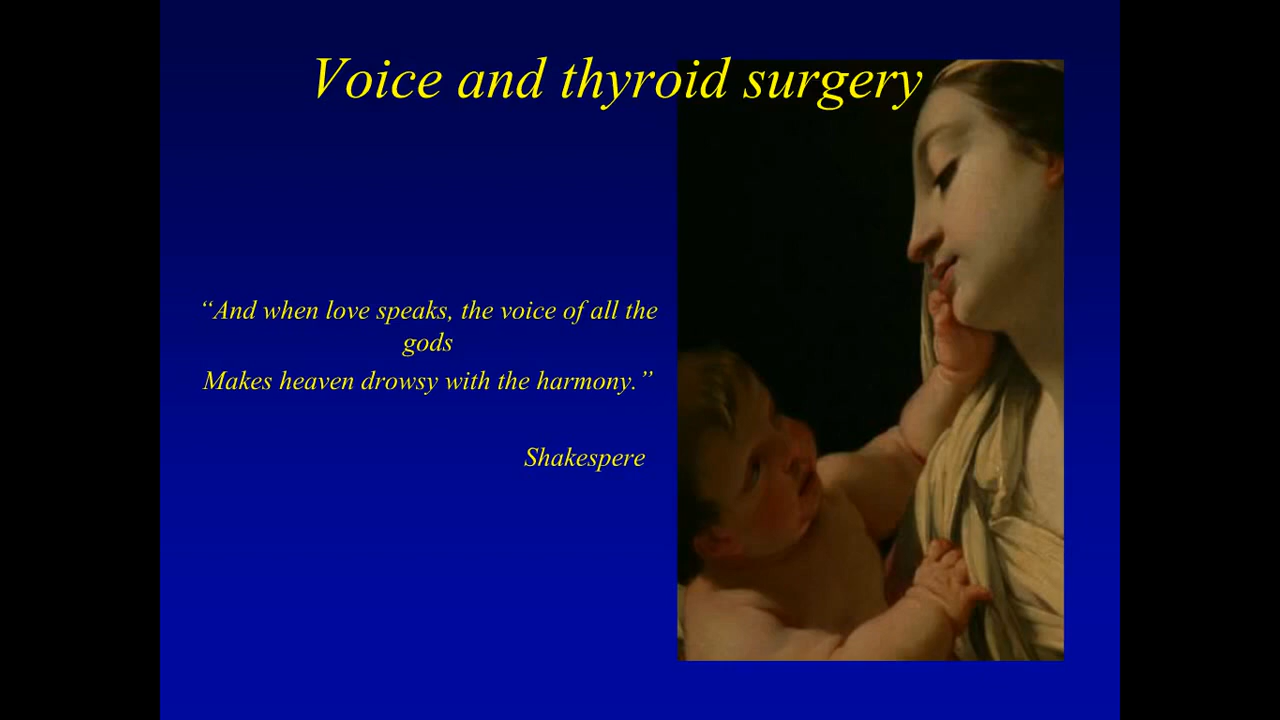 Voice and thyroid surgery
“And when love speaks, the voice of all the
gods
Makes heaven drowsy with the harmony.”
Shakespere